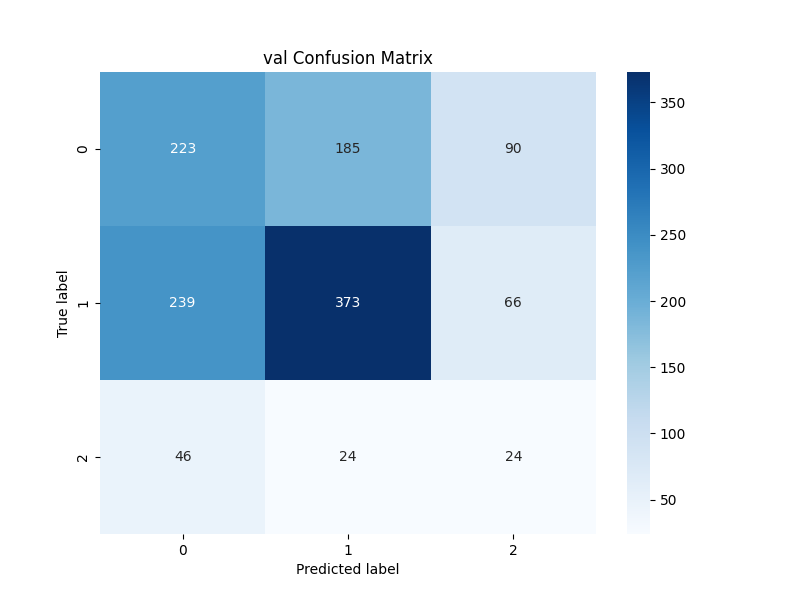 val Confusion Matrix
True label
0 223 185 90
1 239 373 66
2 46 24 24
0 1 2
Predicted label
350
300
250
200
150
100
50